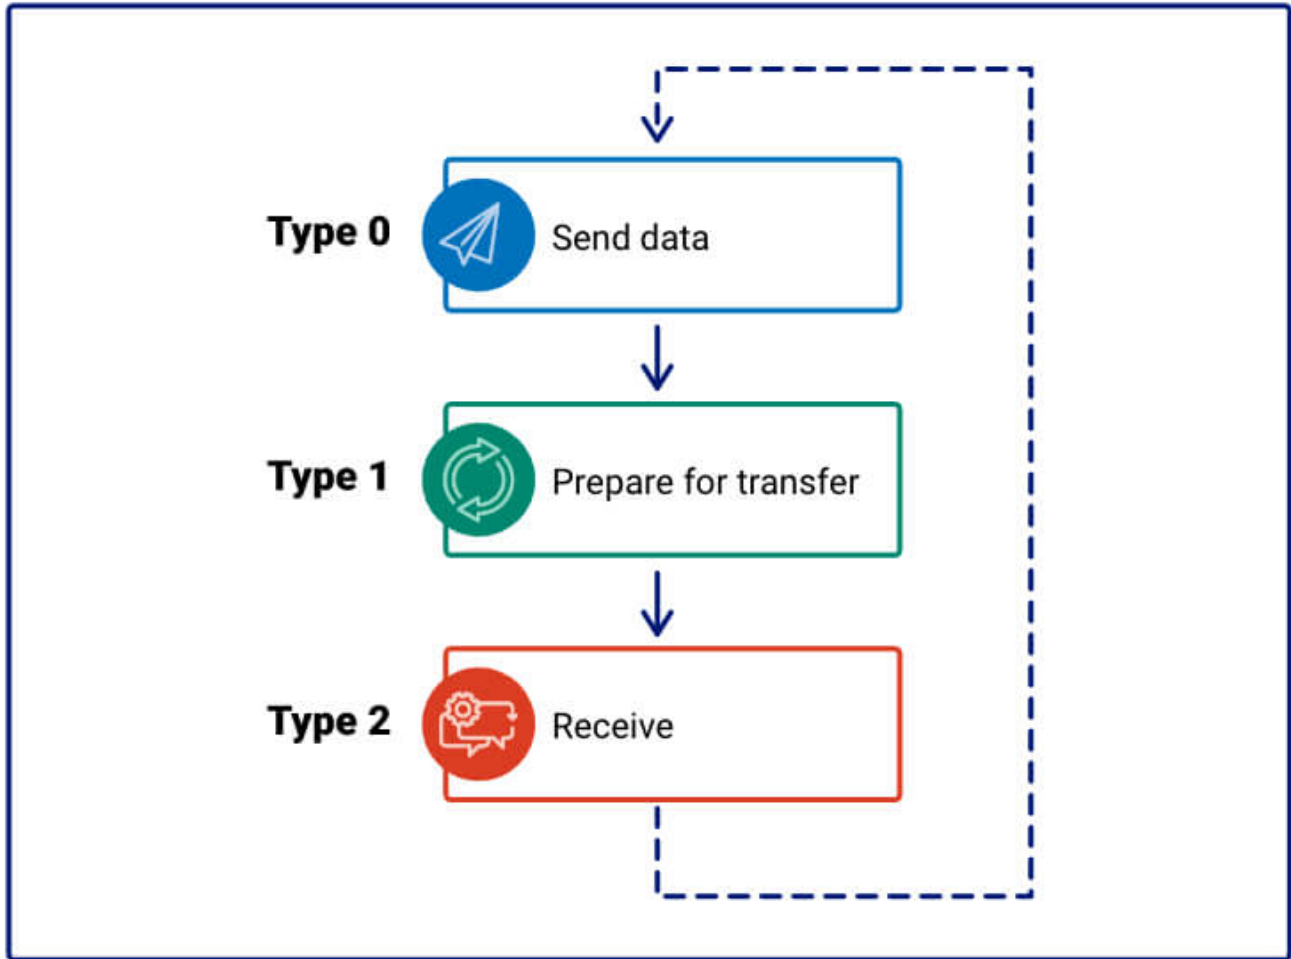 Type 0
Send data
Type 1
Prepare for transfer
Type 2
Receive